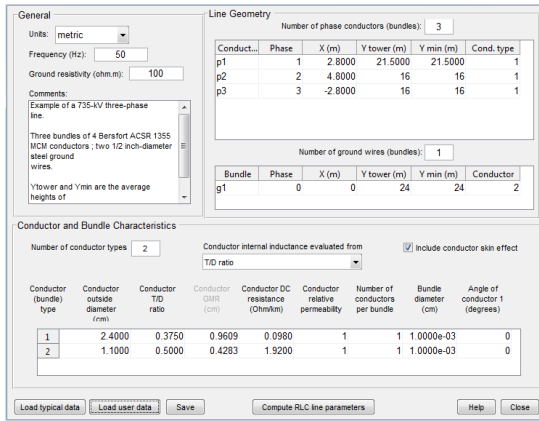 General
Units: metric
Frequency (Hz): 50
Ground resistivity (ohm.m): 100
Comments:
Example of a 735-kV three-phase
line.
Three bundles of 4 Bersfort ACSR 1355
MCM conductors ; two 1/2 inch-diameter
steel ground
wires.
Ytower and Ymin are the average
heights of
Line Geometry
Number of phase conductors (bundles): 3
Conduct... Phase X (m) Y tower (m) Y min (m) Cond. type
p1 1 2.8000 21.5000 21.5000 1
p2 2 4.8000 16 16 1
p3 3 -2.8000 16 16 1
Number of ground wires (bundles): 1
Bundle Phase X (m) Y tower (m) Y min (m) Conductor
g1 0 0 24 24 2
Conductor and Bundle Characteristics
Number of conductor types 2
Conductor internal inductance evaluated from
T/D ratio
Include conductor skin effect
Conductor Conductor Conductor Conductor Conductor DC Conductor Number of Bundle Angle of
(bundle) outside T/D GMR resistance relative conductors diameter conductor 1
type diameter ratio (cm) (Ohm/km) permeability per bundle (cm) (degrees)
(cm)
1 2.4000 0.3750 0.9609 0.0980 1 1 1.0000e-03 0
2 1.1000 0.5000 0.4283 1.9200 1 1 1.0000e-03 0
Load typical data Load user data Save Compute RLC line parameters Help Close